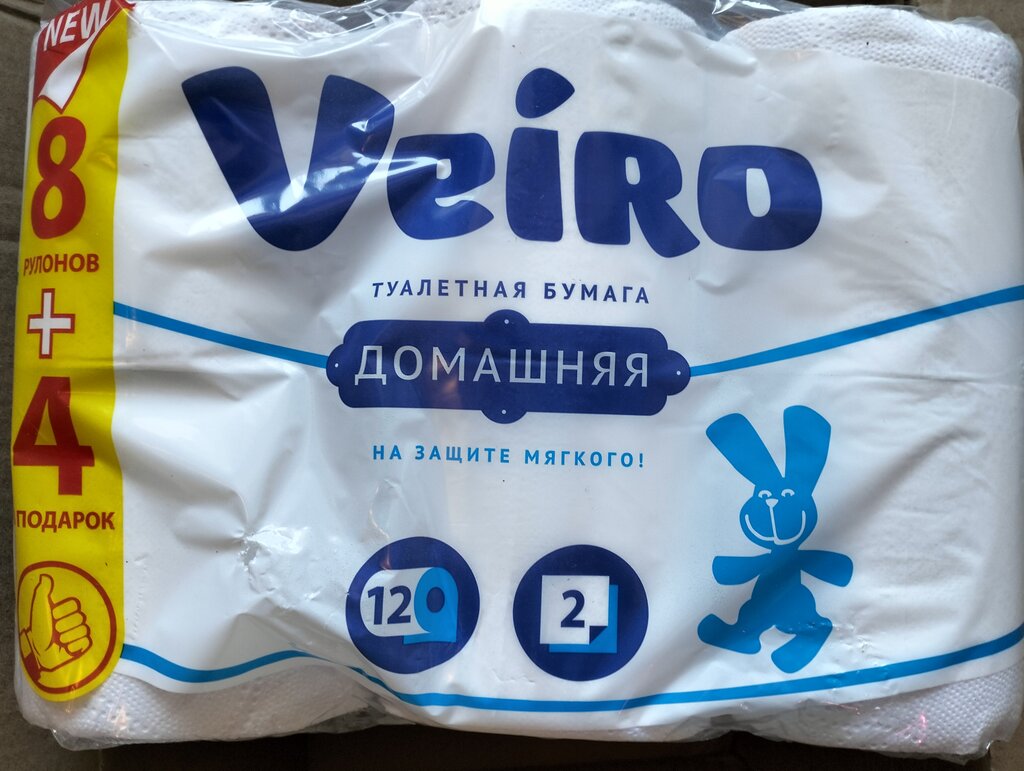 NEW
8
РУЛОНОВ
+
4
ПОДАРОК
Veiro
ТУАЛЕТНАЯ БУМАГА
ДОМАШНЯЯ
НА ЗАЩИТЕ МЯГКОГО!
12
2